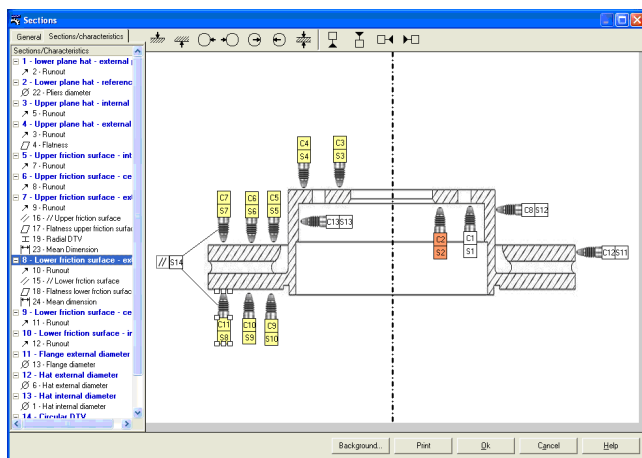 Sections
General
Sections/characteristics
Sections/Characteristics
1 - lower plane hat - external
2 - Runout
2 - Lower plane hat - referenc
22 - Pliers diameter
3 - Upper plane hat - internal
5 - Runout
4 - Upper plane hat - external
3 - Runout
4 - Flatness
5 - Upper friction surface - int
7 - Runout
6 - Upper friction surface - ce
8 - Runout
7 - Upper friction surface - ext
9 - Runout
16 - // Upper friction surface
17 - Flatness upper friction surfac
19 - Radial DTV
23 - Mean Dimension
8 - Lower friction surface - ext
10 - Runout
15 - // Lower friction surface
18 - Flatness lower friction surfac
24 - Mean dimension
9 - Lower friction surface - ce
11 - Runout
10 - Lower friction surface - ir
12 - Runout
11 - Flange external diameter
13 - Flange diameter
12 - Hat external diameter
6 - Hat external diameter
13 - Hat internal diameter
1 - Hat internal diameter
14 - Circular DTV
C4
S4
C3
S3
C7
S7
C6
S6
C5
S5
C13 S13
C2
S2
C1
S1
C8 S12
C12 S11
// S14
C11
S8
C10
S9
C9
S10
Background...
Print
Ok
Cancel
Help